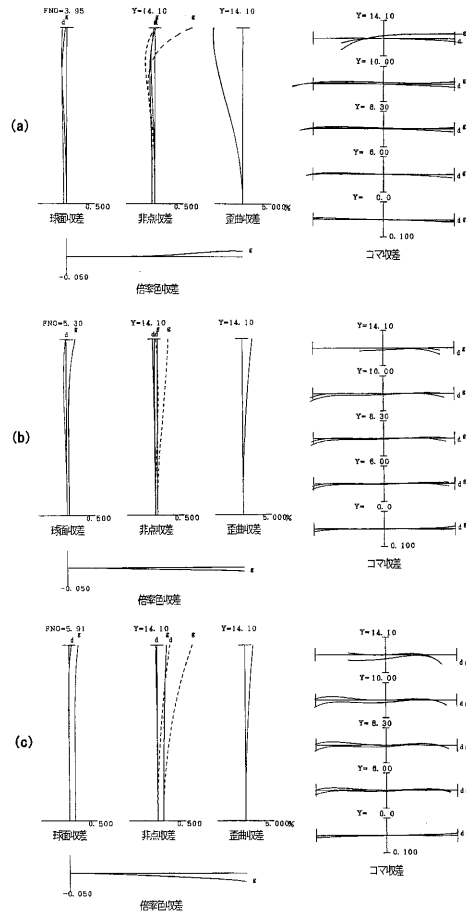 (a)
FNO=3.95
Y=14.10
Y=14.10
d
g
g
0.500
0.500
5.000%
球面収差
非点収差
歪曲収差
-0.050
g
倍率色収差
Y=14.10
g
d
Y=10.00
d g
Y= 8.30
d g
Y= 6.00
d g
Y= 0.0
d g
0.100
コマ収差
(b)
FNO=5.30
Y=14.10
Y=14.10
d g
d g g
0.500
0.500
5.000%
球面収差
非点収差
歪曲収差
-0.050
g
倍率色収差
Y=14.10
d g
Y=10.00
d g
Y= 8.30
d g
Y= 6.00
d g
Y= 0.0
d g
0.100
コマ収差
(c)
FNO=5.91
Y=14.10
Y=14.10
d g
d g d g
0.500
0.500
5.000%
球面収差
非点収差
歪曲収差
-0.050
g
倍率色収差
Y=14.10
d
Y=10.00
d
Y= 8.30
d
Y= 6.00
d
Y= 0.0
d
0.100
コマ収差